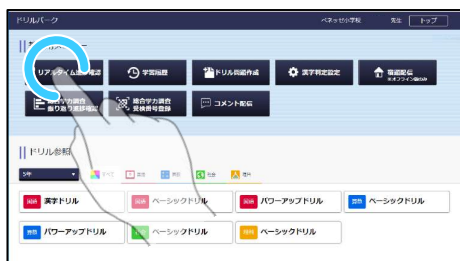 ドリルパーク ベネッセ小学校 先生 トップ
リアルタイム 確認 学習履歴 ドリル問題作成 漢字判定設定 宿題配信
総合学力調査 総合学力調査 コメント配信
振り返り進捗確認 受検番号登録
ドリル参照
5年 すべて 国語 算数 社会 理科
国語 漢字ドリル 国語 ベーシックドリル 国語 パワーアップドリル 算数 ベーシックドリル
算数 パワーアップドリル ベーシックドリル 理科 ベーシックドリル